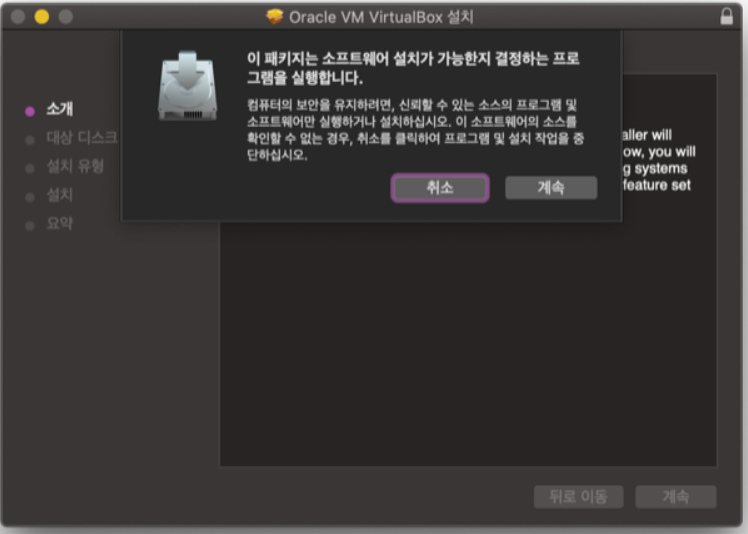 Oracle VM VirtualBox 설치
이 패키지는 소프트웨어 설치가 가능한지 결정하는 프로
그램을 실행합니다.
컴퓨터의 보안을 유지하려면, 신뢰할 수 있는 소스의 프로그램 및
소프트웨어만 실행하거나 설치하십시오. 이 소프트웨어의 소스를
확인할 수 없는 경우, 취소를 클릭하여 프로그램 및 설치 작업을 중
단하십시오.
취소
계속
소개
대상 디스크
설치 유형
설치
요약
aller will
ow, you will
g systems
feature set
뒤로 이동
계속